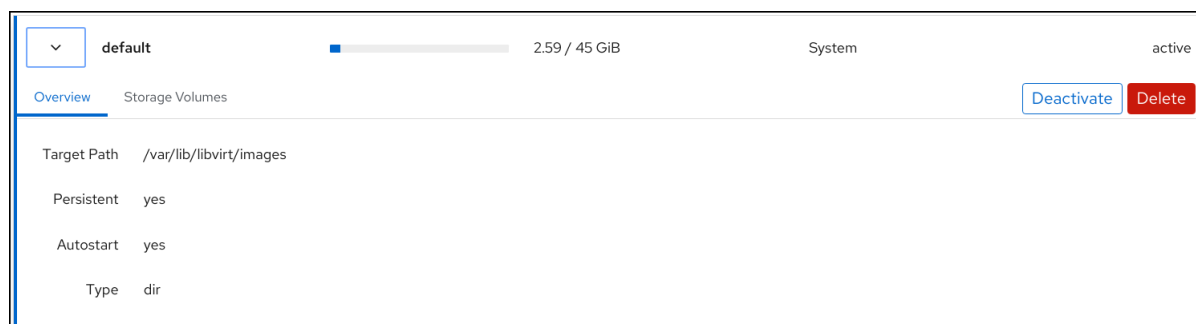 default 2.59 / 45 GiB System active
Overview Storage Volumes Deactivate Delete
Target Path /var/lib/libvirt/images
Persistent yes
Autostart yes
Type dir